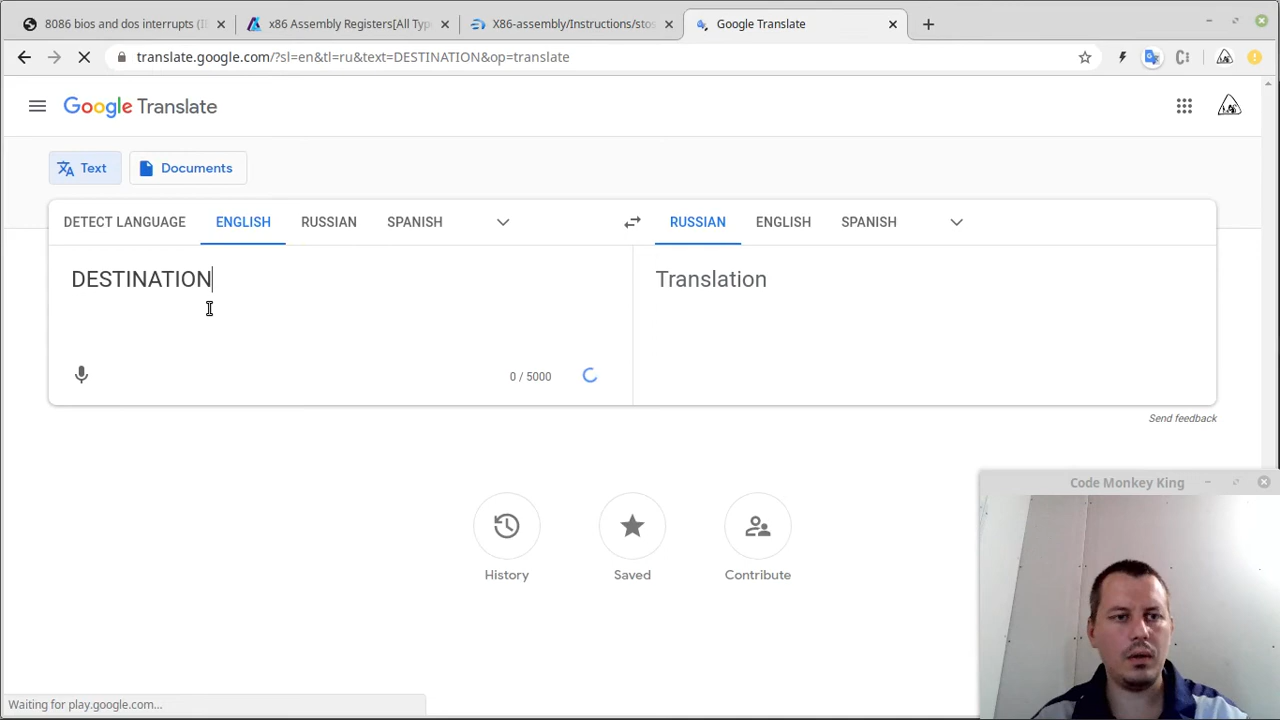 8086 bios and dos interrupts (I
x86 Assembly Registers[All Typ
X86-assembly/Instructions/stos
Google Translate
translate.google.com/?sl=en&tl=ru&text=DESTINATION&op=translate
Google Translate
Text
Documents
DETECT LANGUAGE ENGLISH RUSSIAN SPANISH
RUSSIAN ENGLISH SPANISH
DESTINATION
Translation
0 / 5000
Send feedback
History
Saved
Contribute
Code Monkey King
Waiting for play.google.com...